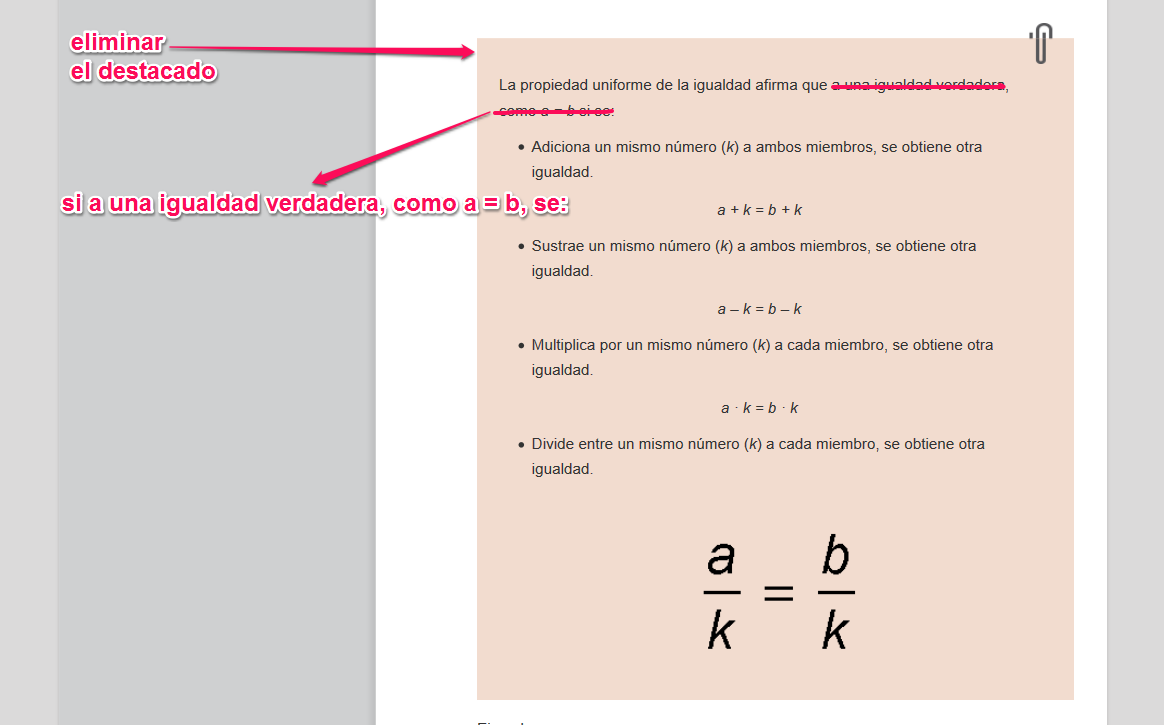 eliminar
el destacado
La propiedad uniforme de la igualdad afirma que a una igualdad verdadera,
como a = b si se:
si a una igualdad verdadera, como a = b, se:
• Adiciona un mismo número (k) a ambos miembros, se obtiene otra
igualdad.
a + k = b + k
• Sustrae un mismo número (k) a ambos miembros, se obtiene otra
igualdad.
a – k = b – k
• Multiplica por un mismo número (k) a cada miembro, se obtiene otra
igualdad.
a · k = b · k
• Divide entre un mismo número (k) a cada miembro, se obtiene otra
igualdad.
a/k = b/k